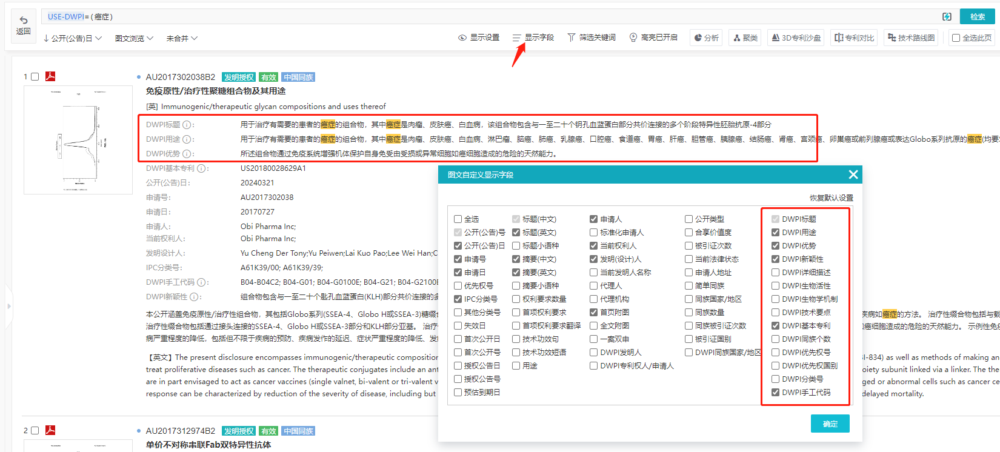 返回
USE-DWPI=(癌症)
检索
公开(公告)日
图文浏览
未合并
显示设置
显示字段
筛选关键词
高亮已开启
分析
聚类
3D专利沙盘
专利对比
技术路线图
全选此页
1
AU2017302038B2 发明授权 有效 中国同族
免疫原性/治疗性聚糖组合物及其用途
[英] Immunogenic/therapeutic glycan compositions and uses thereof
DWPI标题: 用于治疗有需要的患者的癌症的组合物，其中癌症是肉瘤、皮肤癌、白血病，该组合物包含与一至二十个钥孔血蓝蛋白部分共价连接的多个阶段特异性胚胎抗原-4部分
DWPI用途: 用于治疗有需要的患者的癌症的组合物，其中癌症是肉瘤、皮肤癌、白血病、淋巴瘤、脑癌、肺癌、乳腺癌、口腔癌、食道癌、胃癌、肝癌、胆管癌、胰腺癌、结肠癌、肾癌、宫颈癌、卵巢癌或前列腺癌或表达Globo系列抗原的癌症(均要
DWPI优势: 所述组合物通过免疫系统增强机体保护自身免受由受损或异常细胞如癌细胞造成的危险的天然能力。
DWPI基本专利: US20180028629A1
公开(公告)日: 20240321
申请号: AU2017302038
申请日: 20170727
申请人: Obi Pharma Inc;
当前权利人: Obi Pharma Inc;
发明设计人: Yu Cheng Der Tony;Yu Peiwen;Lai Kuo Pao;Lee Wei Han;C
IPC分类号: A61K39/00; A61K39/39;
DWPI手工代码: B04-B04C2; B04-G01; B04-G0100E; B04-G21; B04-G2100E
DWPI新颖性: 组合物包含与一至二十个匙孔血蓝蛋白(KLH)部分共价连接的多
本公开涵盖免疫原性/治疗性组合物，其包括Globo系列(SSEA-4、Globo H或SSEA-3)糖缀合 疾病如癌症的方法。 治疗性缀合物包括与载
治疗性缀合物包括通过接头连接的SSEA-4、Globo H或SSEA-3部分和KLH部分亚基。 治疗 癌细胞造成的危险的天然能力。 示例性免疫
病严重程度的降低，包括但不限于疾病的预防、疾病发作的延迟、症状严重程度的降低、发
【英文】The present disclosure encompasses immunogenic/therapeutic composition I-834) as well as methods of making an
treat proliferative diseases such as cancer. The therapeutic conjugates include an ant oiety subunit linked via a linker. The the
are in part envisaged to act as cancer vaccines (single valnet, bi-valent or tri-valent v ged or abnormal cells such as cancer ce
response can be characterized by reduction of the severity of disease, including but delayed mortality.
2
AU2017312974B2 发明授权 有效 中国同族
单价不对称串联Fab双特异性抗体
图文自定义显示字段
恢复默认设置
全选 标题(中文) 申请人 公开类型 DWPI标题
公开(公告)号 标题(英文) 标准化申请人 合享价值度 DWPI用途
公开(公告)日 标题小语种 当前权利人 被引证次数 DWPI优势
申请号 摘要(中文) 发明(设计)人 当前法律状态 DWPI新颖性
申请日 摘要(英文) 当前发明人名称 申请人地址 DWPI详细描述
优先权号 摘要小语种 代理人 简单同族 DWPI生物活性
IPC分类号 权利要求数量 代理机构 同族国家/地区 DWPI生物学机制
其他分类号 首项权利要求 首页附图 同族数量 DWPI技术要点
失效日 首项权利要求翻译 全文附图 同族被引证次数 DWPI基本专利
首次公开日 技术功效句 一案双申 被引证国别 DWPI同族个数
首次公开号 技术功效短语 DWPI发明人 DWPI同族国家/地区 DWPI优先权号
授权公告日 用途 DWPI专利权人/申请人 DWPI优先权国别
授权公告号 DWPI分类号
预估到期日 DWPI手工代码
确定